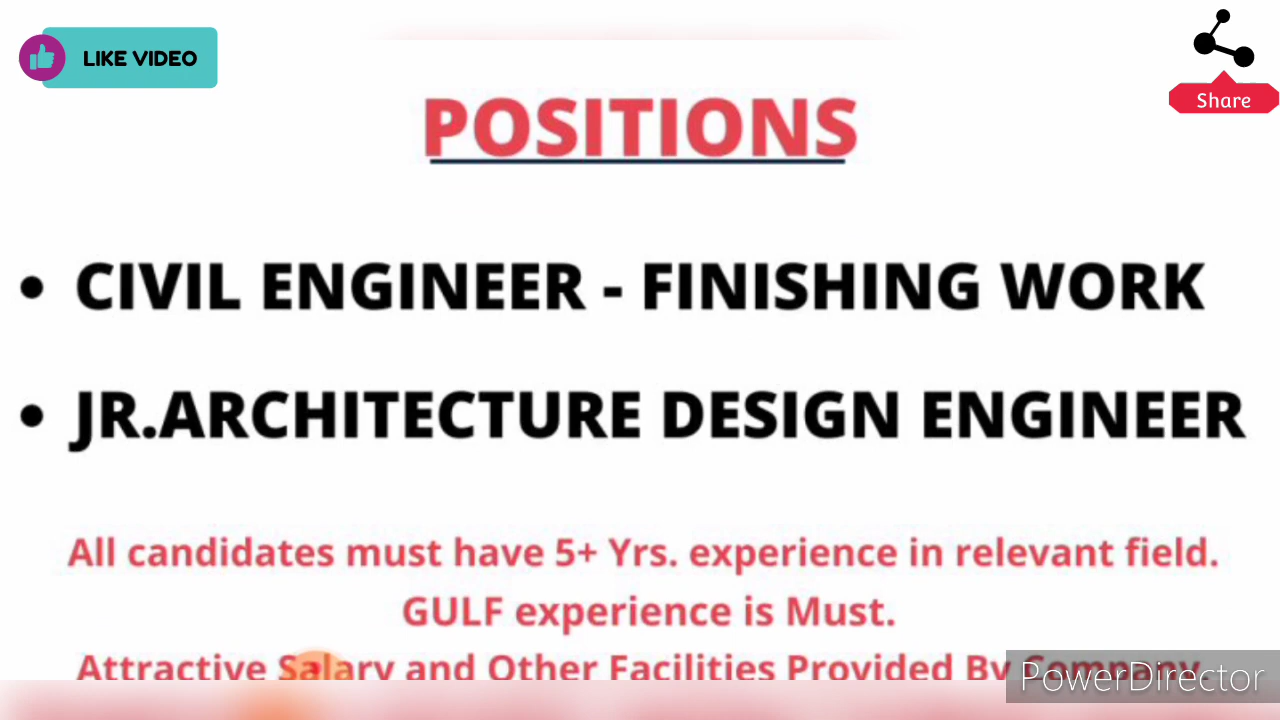 LIKE VIDEO
Share
POSITIONS
• CIVIL ENGINEER - FINISHING WORK
• JR.ARCHITECTURE DESIGN ENGINEER
All candidates must have 5+ Yrs. experience in relevant field.
GULF experience is Must.
Attractive Salary and Other Facilities Provided By Company.
PowerDirector